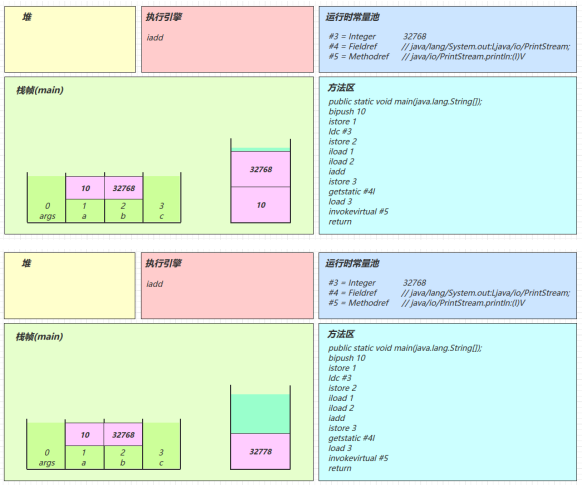 堆
执行引擎
iadd
运行时常量池
#3 = Integer 32768
#4 = Fieldref // java/lang/System.out:Ljava/io/PrintStream;
#5 = Methodref // java/io/PrintStream.println:(I)V
栈帧(main)
32768
10
10 32768
0 1 2 3
args a b c
方法区
public static void main(java.lang.String[]);
bipush 10
istore 1
ldc #3
istore 2
iload 1
iload 2
iadd
istore 3
getstatic #4I
load 3
invokevirtual #5
return
堆
执行引擎
iadd
运行时常量池
#3 = Integer 32768
#4 = Fieldref // java/lang/System.out:Ljava/io/PrintStream;
#5 = Methodref // java/io/PrintStream.println:(I)V
栈帧(main)
10 32768
32778
0 1 2 3
args a b c
方法区
public static void main(java.lang.String[]);
bipush 10
istore 1
ldc #3
istore 2
iload 1
iload 2
iadd
istore 3
getstatic #4I
load 3
invokevirtual #5
return